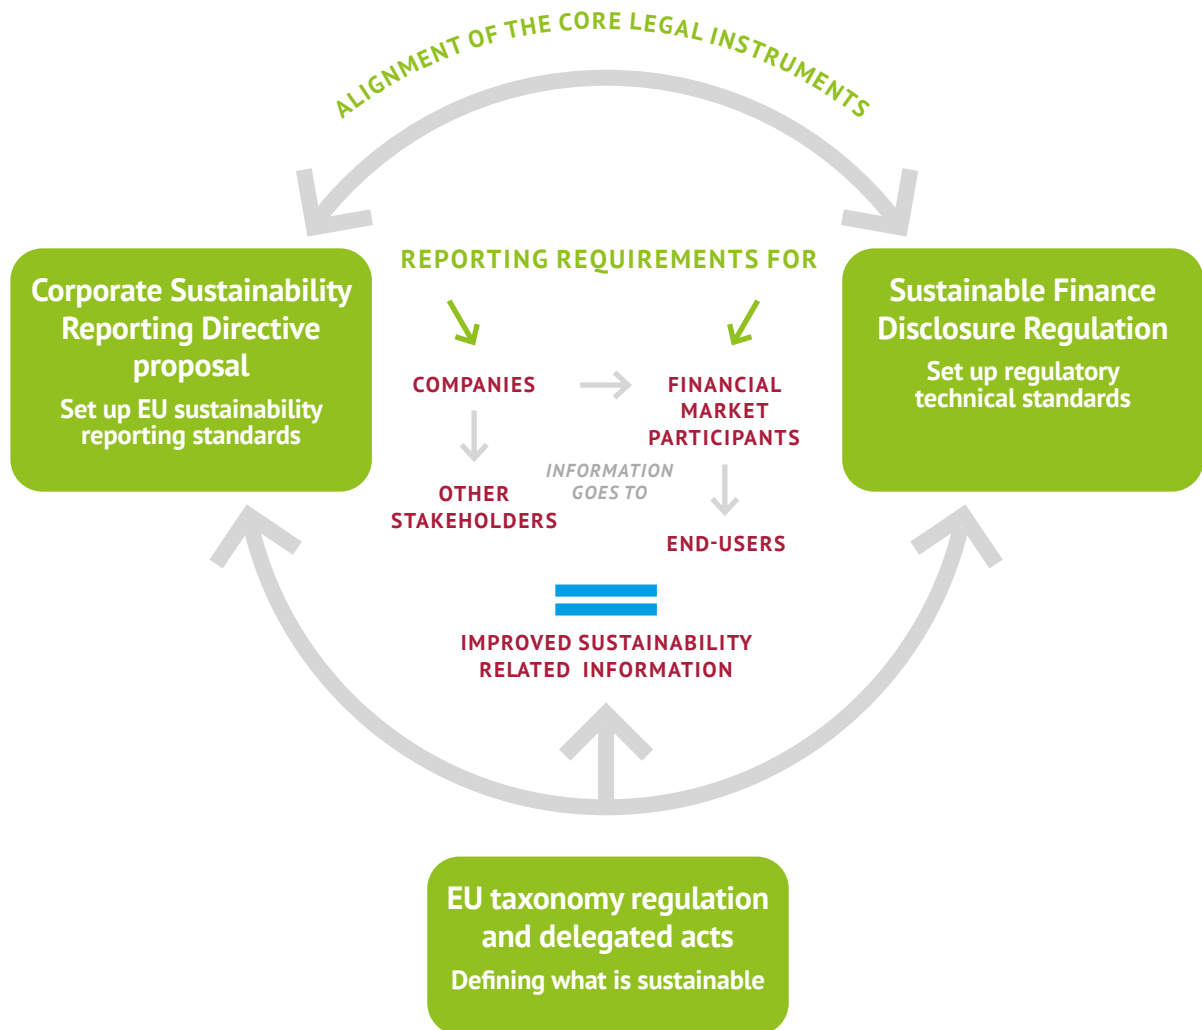 ALIGNMENT OF THE CORE LEGAL INSTRUMENTS
REPORTING REQUIREMENTS FOR
Corporate Sustainability
Reporting Directive
proposal
Set up EU sustainability
reporting standards
Sustainable Finance
Disclosure Regulation
Set up regulatory
technical standards
COMPANIES
FINANCIAL
MARKET
PARTICIPANTS
INFORMATION
GOES TO
OTHER
STAKEHOLDERS
END-USERS
IMPROVED SUSTAINABILITY
RELATED INFORMATION
EU taxonomy regulation
and delegated acts
Defining what is sustainable